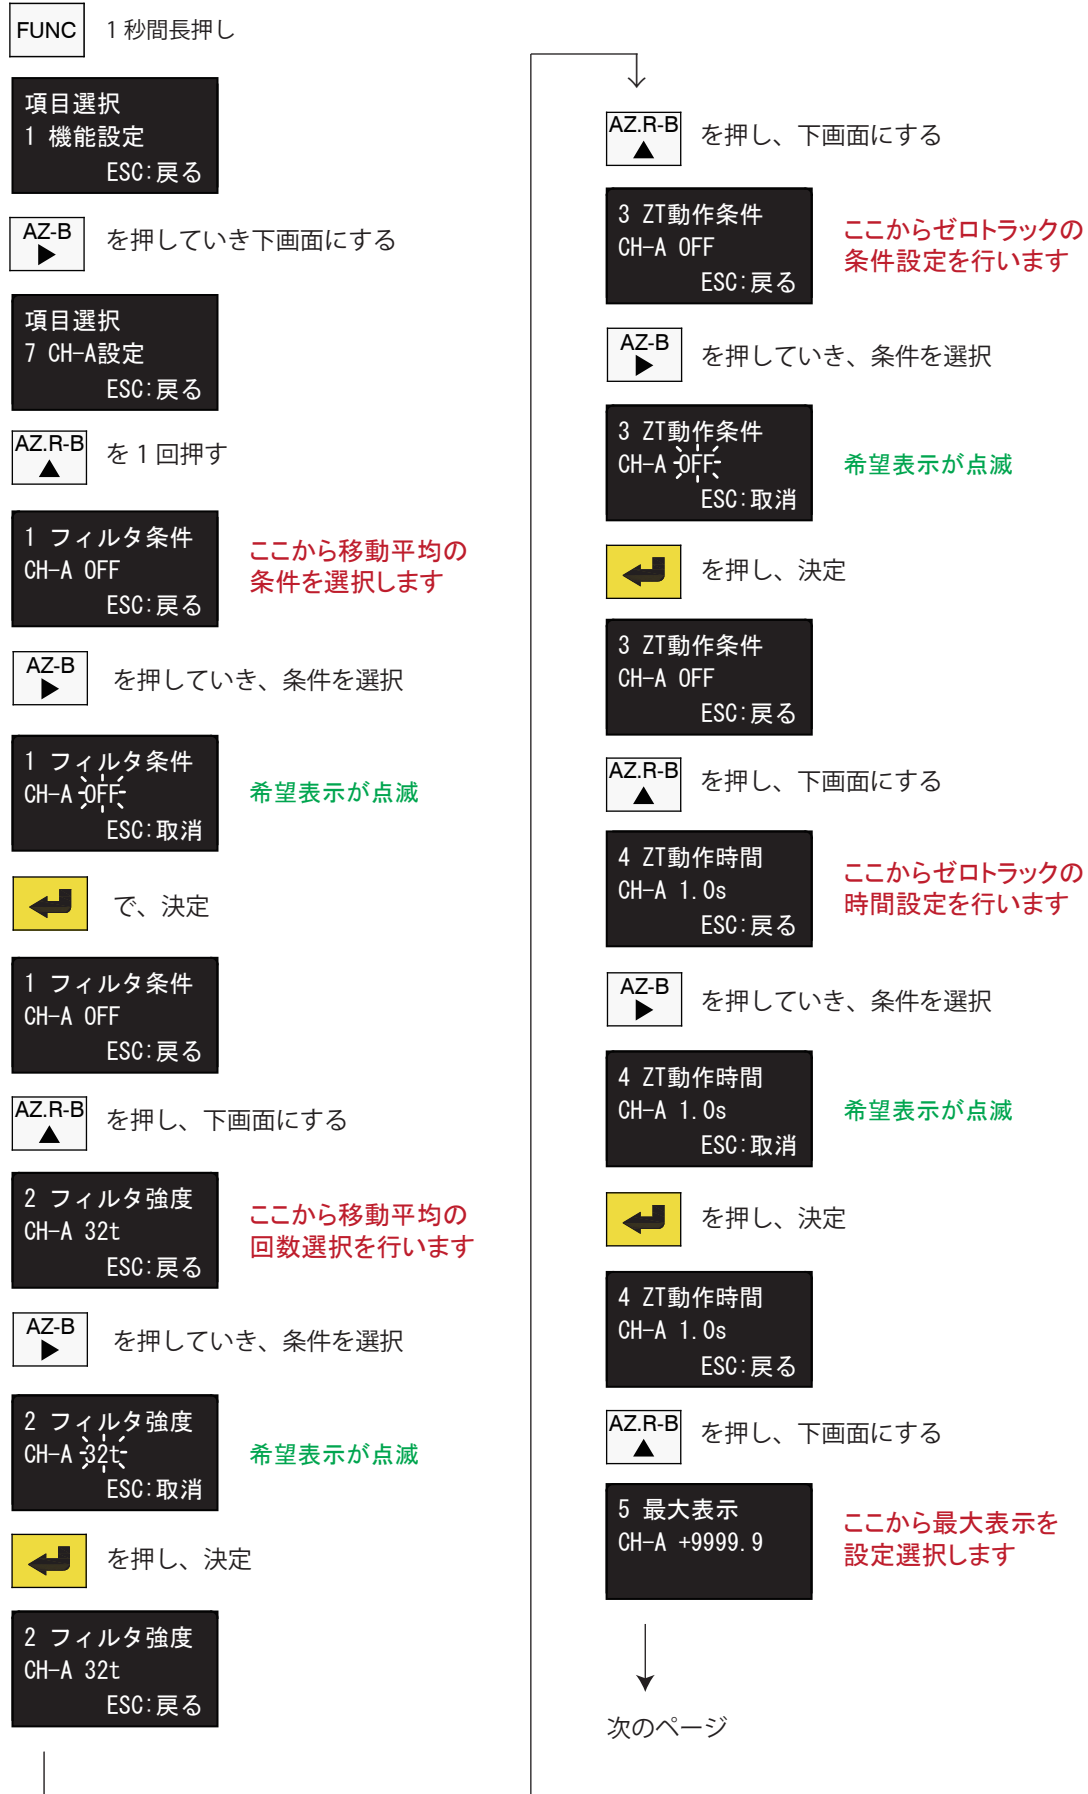 FUNC 1 秒間長押し
項目選択
1 機能設定
ESC:戻る
AZ-B を押していき下画面にする
項目選択
7 CH-A設定
ESC:戻る
AZ.R-B を 1 回押す
1 フィルタ条件
CH-A OFF
ESC:戻る
ここから移動平均の
条件を選択します
AZ-B を押していき、条件を選択
1 フィルタ条件
CH-A OFF
ESC:取消
希望表示が点滅
で、決定
1 フィルタ条件
CH-A OFF
ESC:戻る
AZ.R-B を押し、下画面にする
2 フィルタ強度
CH-A 32t
ESC:戻る
ここから移動平均の
回数選択を行います
AZ-B を押していき、条件を選択
2 フィルタ強度
CH-A 32t
ESC:取消
希望表示が点滅
を押し、決定
2 フィルタ強度
CH-A 32t
ESC:戻る
AZ.R-B を押し、下画面にする
3 ZT動作条件
CH-A OFF
ESC:戻る
ここからゼロトラックの
条件設定を行います
AZ-B を押していき、条件を選択
3 ZT動作条件
CH-A OFF
ESC:取消
希望表示が点滅
を押し、決定
3 ZT動作条件
CH-A OFF
ESC:戻る
AZ.R-B を押し、下画面にする
4 ZT動作時間
CH-A 1.0s
ESC:戻る
ここからゼロトラックの
時間設定を行います
AZ-B を押していき、条件を選択
4 ZT動作時間
CH-A 1.0s
ESC:取消
希望表示が点滅
を押し、決定
4 ZT動作時間
CH-A 1.0s
ESC:戻る
AZ.R-B を押し、下画面にする
5 最大表示
CH-A +9999.9
ここから最大表示を
設定選択します
次のページ